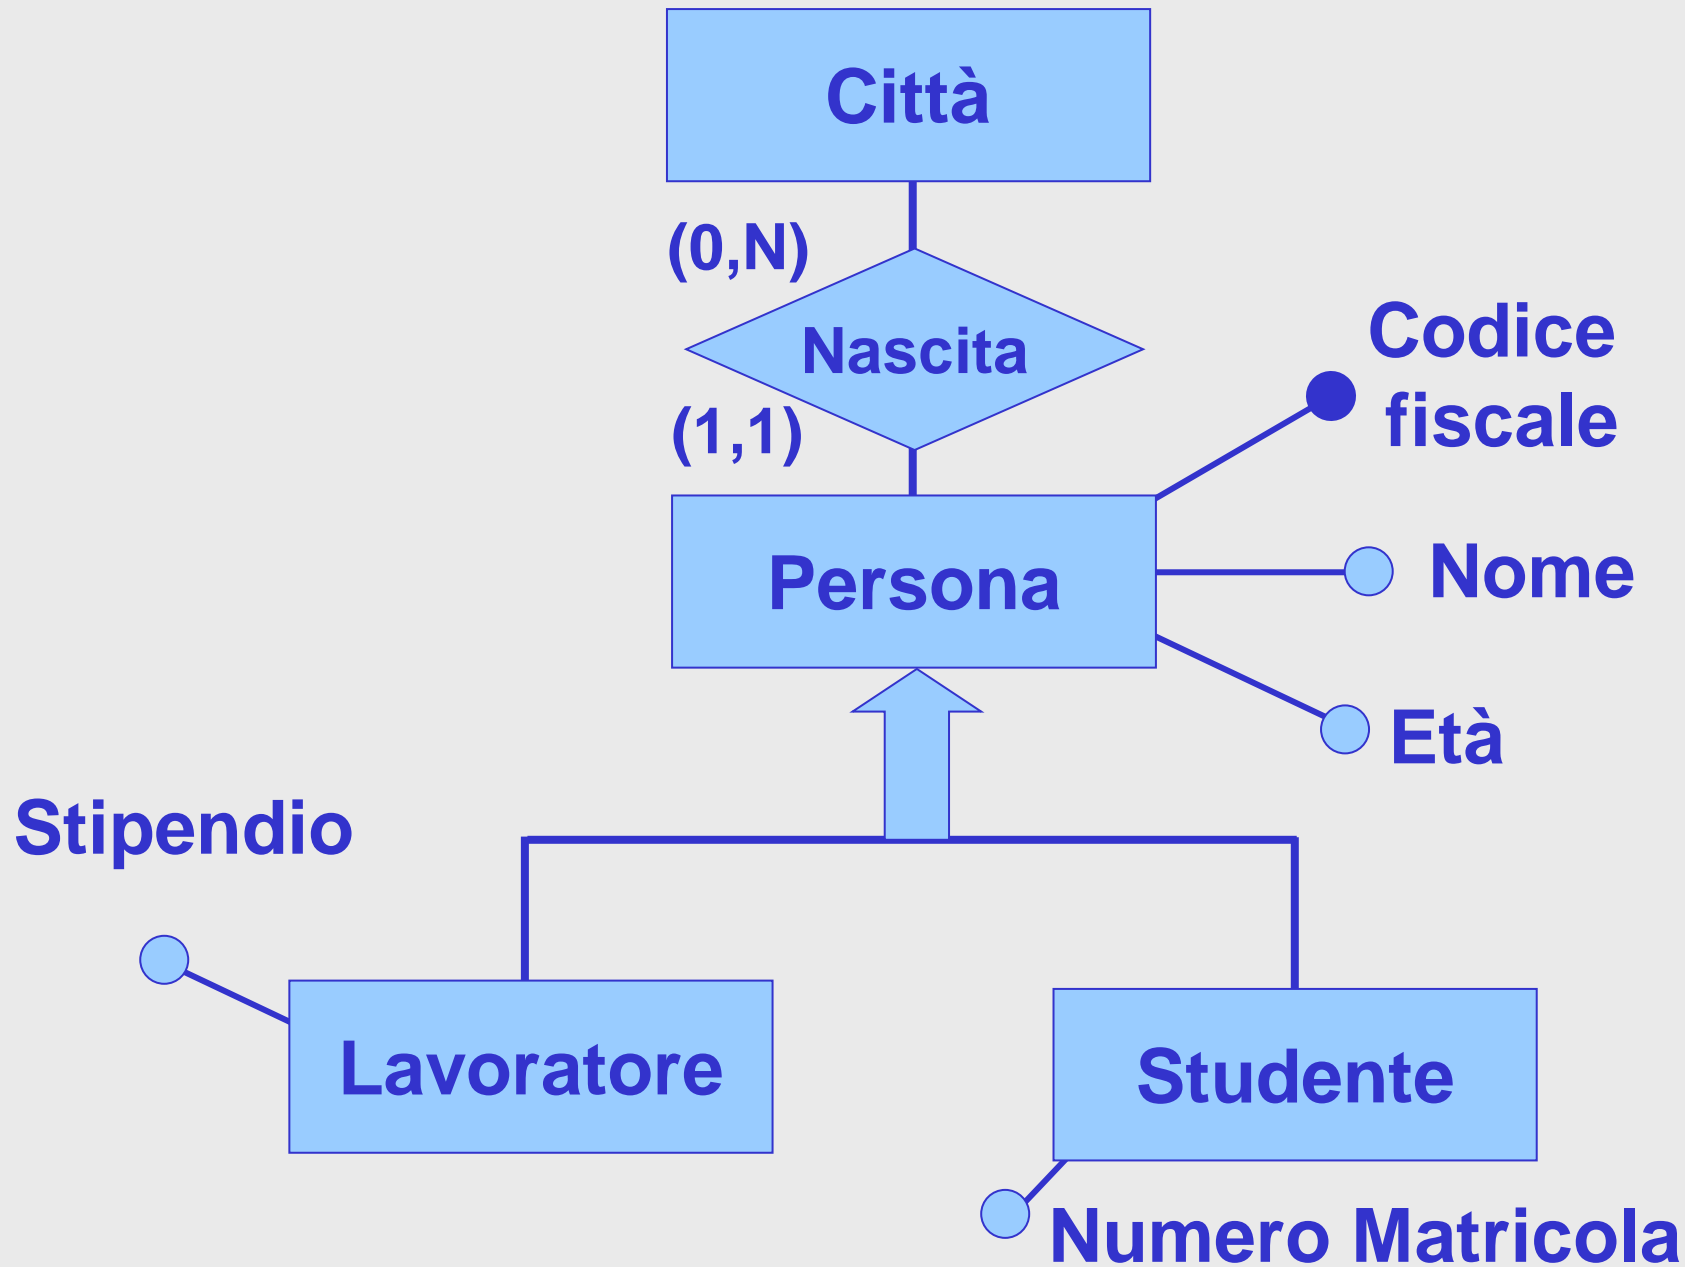 Città
(0,N)
Nascita
(1,1)
Codice
fiscale
Persona
Nome
Età
Stipendio
Lavoratore
Studente
Numero Matricola